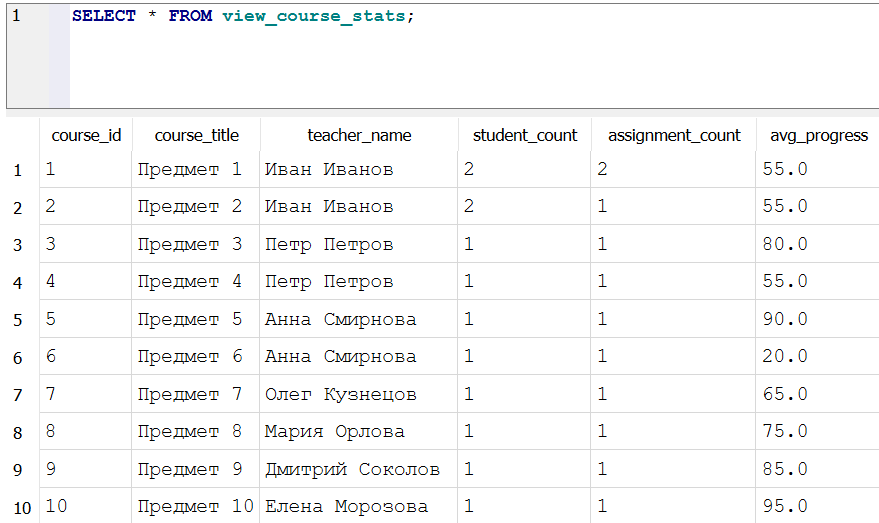 1 SELECT * FROM view_course_stats;
course_id course_title teacher_name student_count assignment_count avg_progress
1 1 Предмет 1 Иван Иванов 2 2 55.0
2 2 Предмет 2 Иван Иванов 2 1 55.0
3 3 Предмет 3 Петр Петров 1 1 80.0
4 4 Предмет 4 Петр Петров 1 1 55.0
5 5 Предмет 5 Анна Смирнова 1 1 90.0
6 6 Предмет 6 Анна Смирнова 1 1 20.0
7 7 Предмет 7 Олег Кузнецов 1 1 65.0
8 8 Предмет 8 Мария Орлова 1 1 75.0
9 9 Предмет 9 Дмитрий Соколов 1 1 85.0
10 10 Предмет 10 Елена Морозова 1 1 95.0